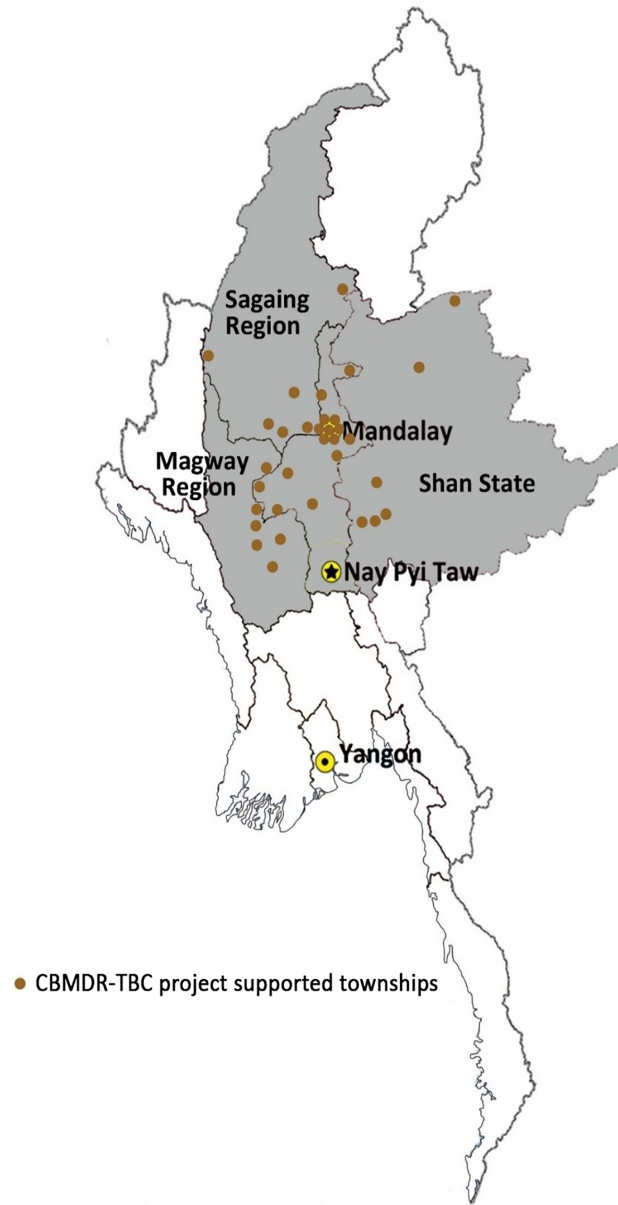 Sagaing
Region
Mandalay
Magway
Region
Shan State
Nay Pyi Taw
Yangon
CBMDR-TBC project supported townships